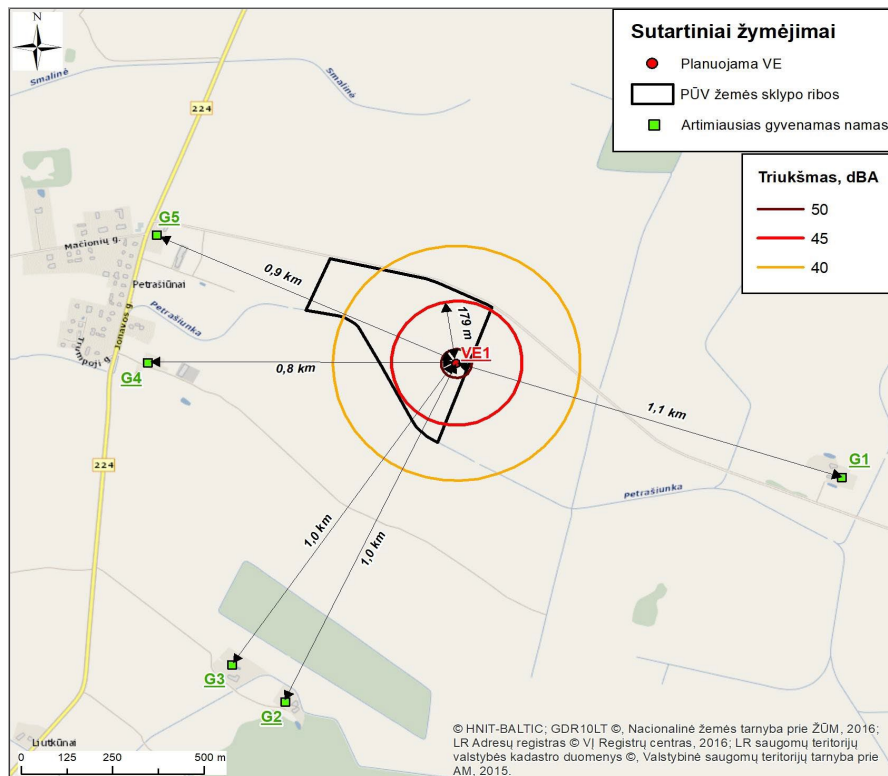 N
Smalinė
Smalinė
224
Sutartiniai žymėjimai
Planuojama VE
PŪV žemės sklypo ribos
Artimiausias gyvenamas namas
Triukšmas, dBA
50
45
40
G5
Mačionių g.
0,9 km
Petrašiūnai
Petrašiunka
Jonavos g.
179 m
VE1
G4
0,8 km
1,1 km
G1
224
Petrašiunka
1,0 km
1,0 km
G3
G2
Liutkūnai
0 125 250 500 m
© HNIT-BALTIC; GDR10LT ©, Nacionalinė žemės tarnyba prie ŽŪM, 2016;
LR Adresų registras © VĮ Registrų centras, 2016; LR saugomų teritorijų
valstybės kadastro duomenys ©, Valstybinė saugomų teritorijų tarnyba prie
AM, 2015.